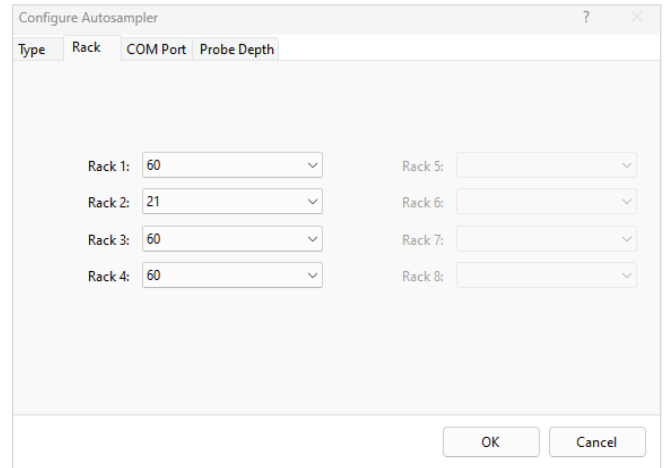 Configure Autosampler ?
Type Rack COM Port Probe Depth
Rack 1: 60 Rack 5:
Rack 2: 21 Rack 6:
Rack 3: 60 Rack 7:
Rack 4: 60 Rack 8:
OK Cancel